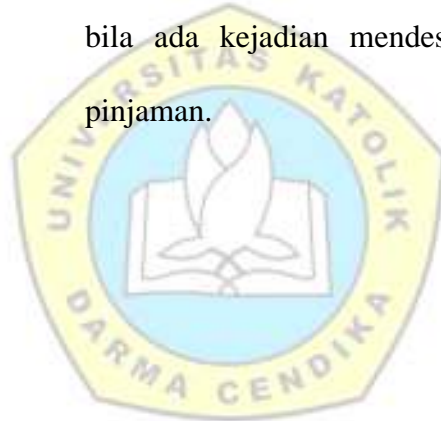 bila ada kejadian mendes
pinjaman.
UNIVERSITAS KATOLIK
DARMA CENDIKA